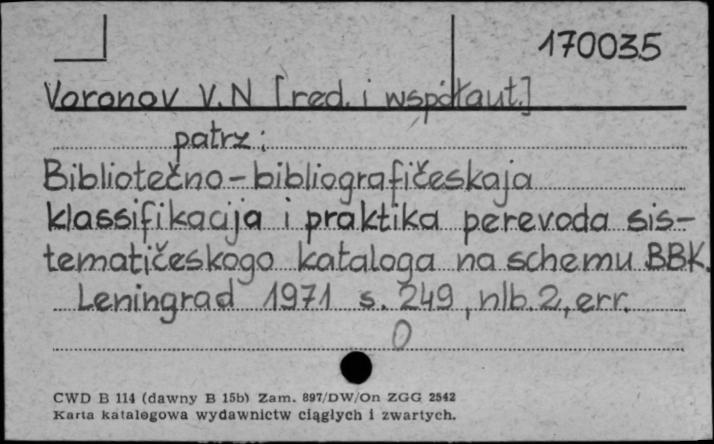 170035
Voronov V.N [red. i współaut.]
patrz:
Bibliotečno-bibliografičeskaja
klassifikacija i praktika perevoda sis-
tematičeskogo kataloga na schemu BBK.
Leningrad 1971 s. 249, nlb. 2, err.
0
CWD B 114 (dawny B 15b) Zam. 897/DW/On ZGG 2542
Karta katalogowa wydawnictw ciągłych i zwartych.